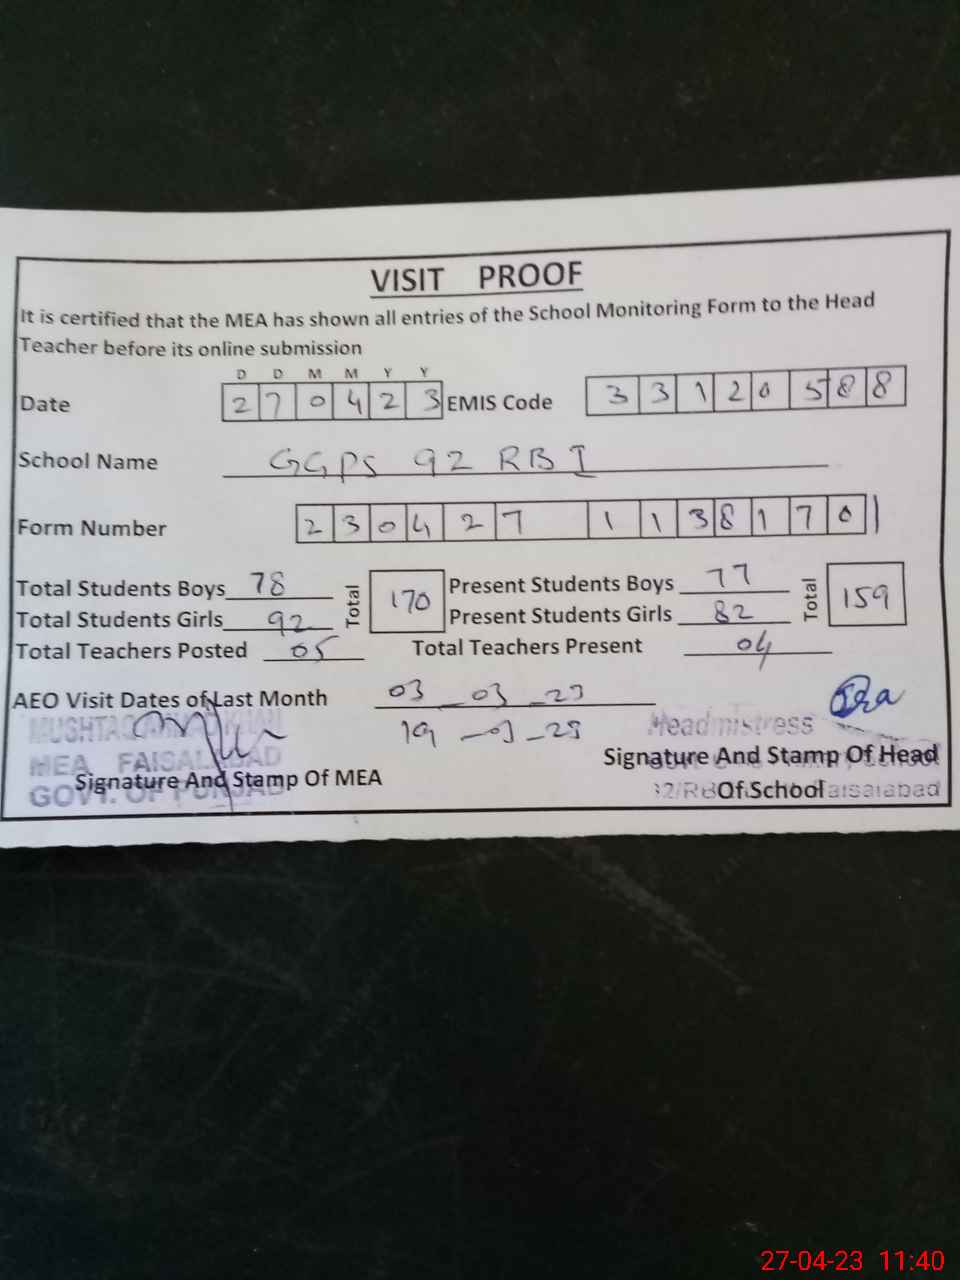 VISIT PROOF
It is certified that the MEA has shown all entries of the School Monitoring Form to the Head
Teacher before its online submission
D D M M Y Y
Date 2 7 0 4 2 3 EMIS Code 3 3 1 2 0 5 8 8
School Name GGPS 92 RB I
Form Number 2 3 0 4 2 7 1 1 3 8 1 7 0
Total Students Boys 78 Total 170 Present Students Boys 77 Total 159
Total Students Girls 92 Present Students Girls 82
Total Teachers Posted 05 Total Teachers Present 04
AEO Visit Dates of Last Month 03 _ 03 _ 23
19 _ 03 _ 23
Headmistress
MEA FAISALABAD
Signature And Stamp Of MEA Signature And Stamp Of Head
GOVT. OF PUNJAB
Of School
Faisalabad
27-04-23 11:40